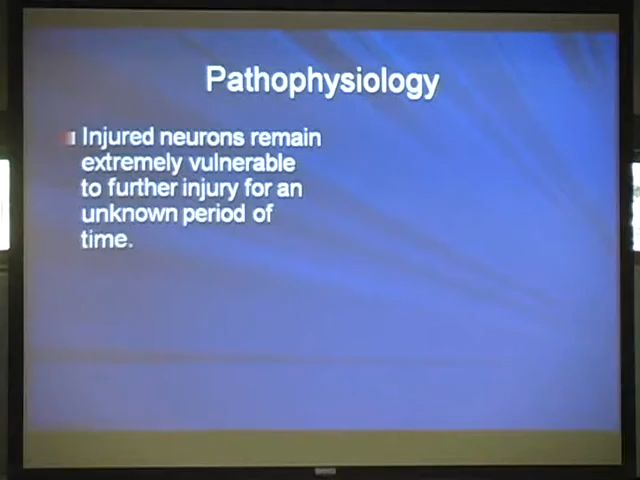 Pathophysiology
Injured neurons remain
extremely vulnerable
to further injury for an
unknown period of
time.